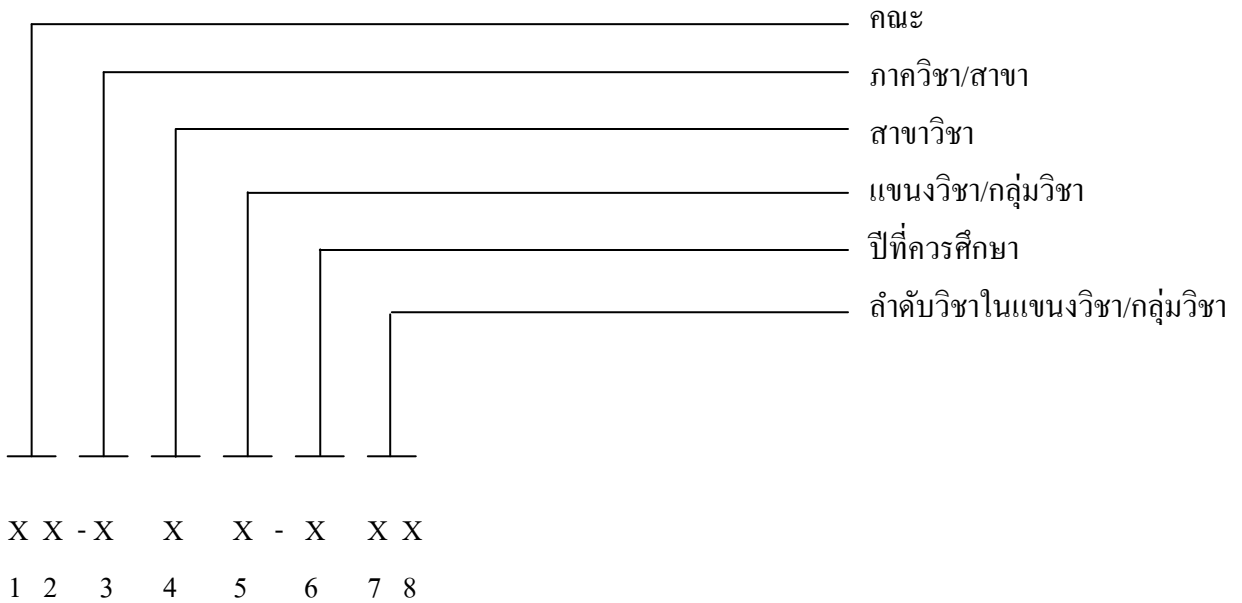 คณะ
ภาควิชา/สาขา
สาขาวิชา
แขนงวิชา/กลุ่มวิชา
ปีที่ควรศึกษา
ลำดับวิชาในแขนงวิชา/กลุ่มวิชา
X X - X X X - X X X
1 2 3 4 5 6 7 8